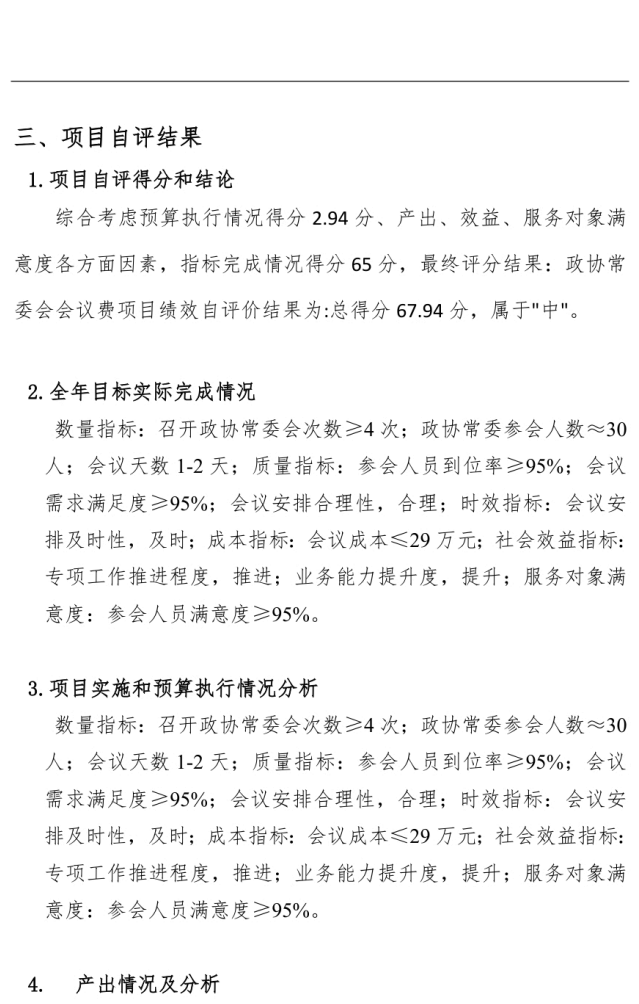 三、项目自评结果
1.项目自评得分和结论
综合考虑预算执行情况得分 2.94 分、产出、效益、服务对象满
意度各方面因素，指标完成情况得分 65 分，最终评分结果：政协常
委会会议费项目绩效自评价结果为:总得分 67.94 分，属于"中"。
2.全年目标实际完成情况
数量指标：召开政协常委会次数≥4 次；政协常委参会人数≈30
人；会议天数 1-2 天；质量指标：参会人员到位率≥95%；会议
需求满足度≥95%；会议安排合理性，合理；时效指标：会议安
排及时性，及时；成本指标：会议成本≤29 万元；社会效益指标：
专项工作推进程度，推进；业务能力提升度，提升；服务对象满
意度：参会人员满意度≥95%。
3.项目实施和预算执行情况分析
数量指标：召开政协常委会次数≥4 次；政协常委参会人数≈30
人；会议天数 1-2 天；质量指标：参会人员到位率≥95%；会议
需求满足度≥95%；会议安排合理性，合理；时效指标：会议安
排及时性，及时；成本指标：会议成本≤29 万元；社会效益指标：
专项工作推进程度，推进；业务能力提升度，提升；服务对象满
意度：参会人员满意度≥95%。
4. 产出情况及分析